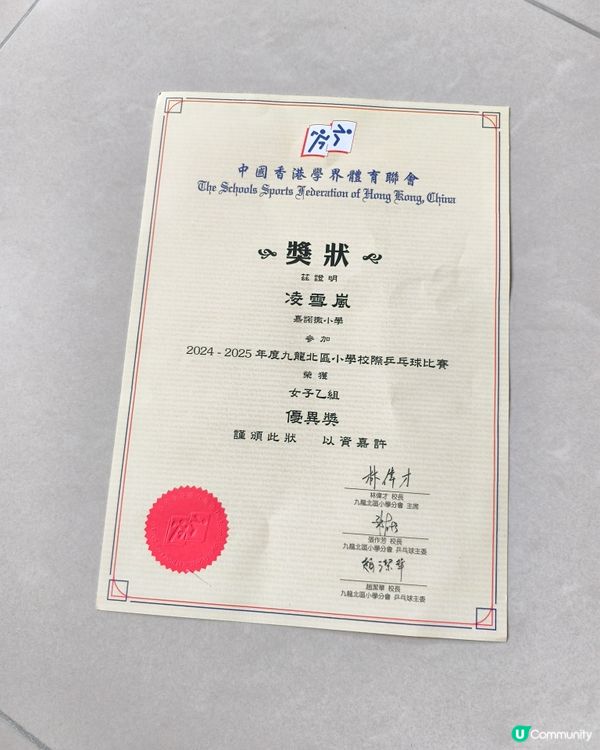 中國香港學界體育聯會
The Schools Sports Federation of Hong Kong, China
獎狀
茲證明
凌雪嵐
嘉諾撒小學
參加
2024 - 2025 年度九龍北區小學校際乒乓球比賽
榮獲
女子乙組
優異獎
謹頒此狀 以資嘉許
林偉才
林偉才 校長
九龍北區小學分會 主席
張作芳 校長
九龍北區小學分會 乒乓球主委
趙潔華
趙潔華 校長
九龍北區小學分會 乒乓球主委
U Community